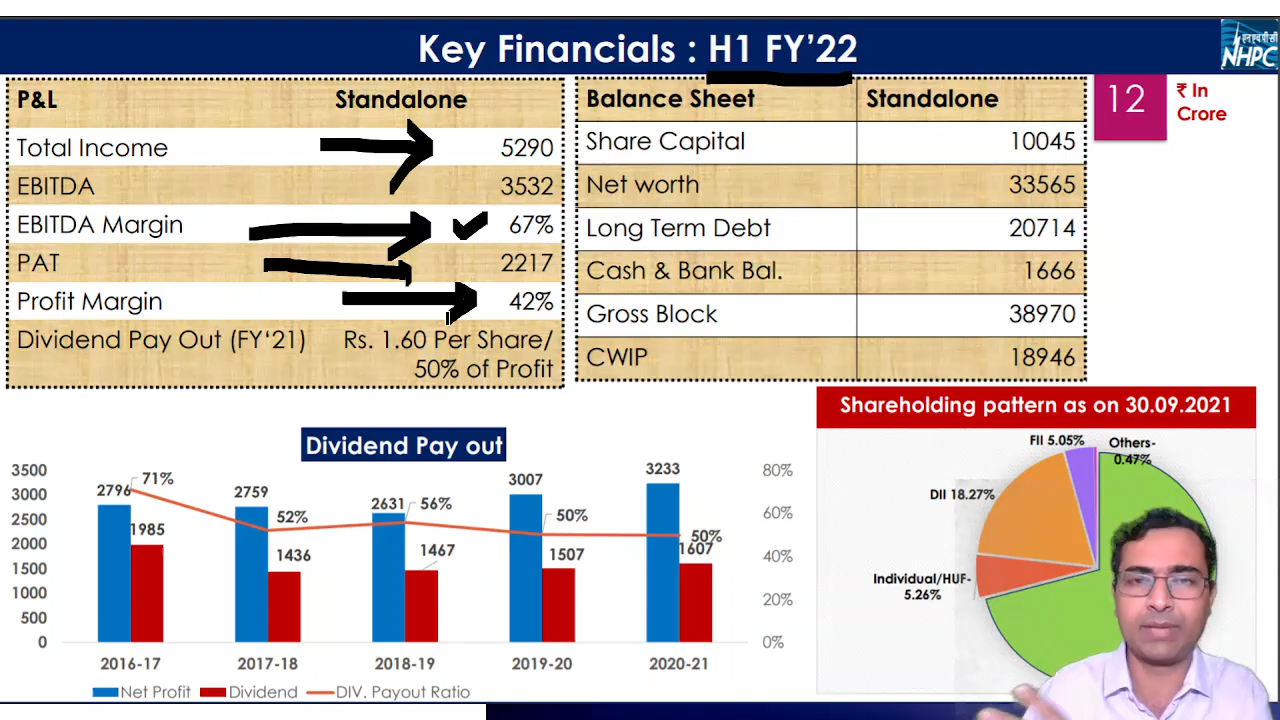 Key Financials : H1 FY'22
एनएचपीसी
NHPC
P&L Standalone
Total Income 5290
EBITDA 3532
EBITDA Margin 67%
PAT 2217
Profit Margin 42%
Dividend Pay Out (FY'21) Rs. 1.60 Per Share/
50% of Profit
Balance Sheet Standalone
Share Capital 10045
Net worth 33565
Long Term Debt 20714
Cash & Bank Bal. 1666
Gross Block 38970
CWIP 18946
12
₹ In
Crore
Dividend Pay out
3500
3000
2500
2000
1500
1000
500
0
2796 71% 1985
2759 52% 1436
2631 56% 1467
3007 50% 1507
3233 50% 1607
80%
60%
40%
20%
0%
2016-17 2017-18 2018-19 2019-20 2020-21
Net Profit Dividend DIV. Payout Ratio
Shareholding pattern as on 30.09.2021
FII 5.05%
Others-
0.47%
DII 18.27%
Individual/HUF-
5.26%